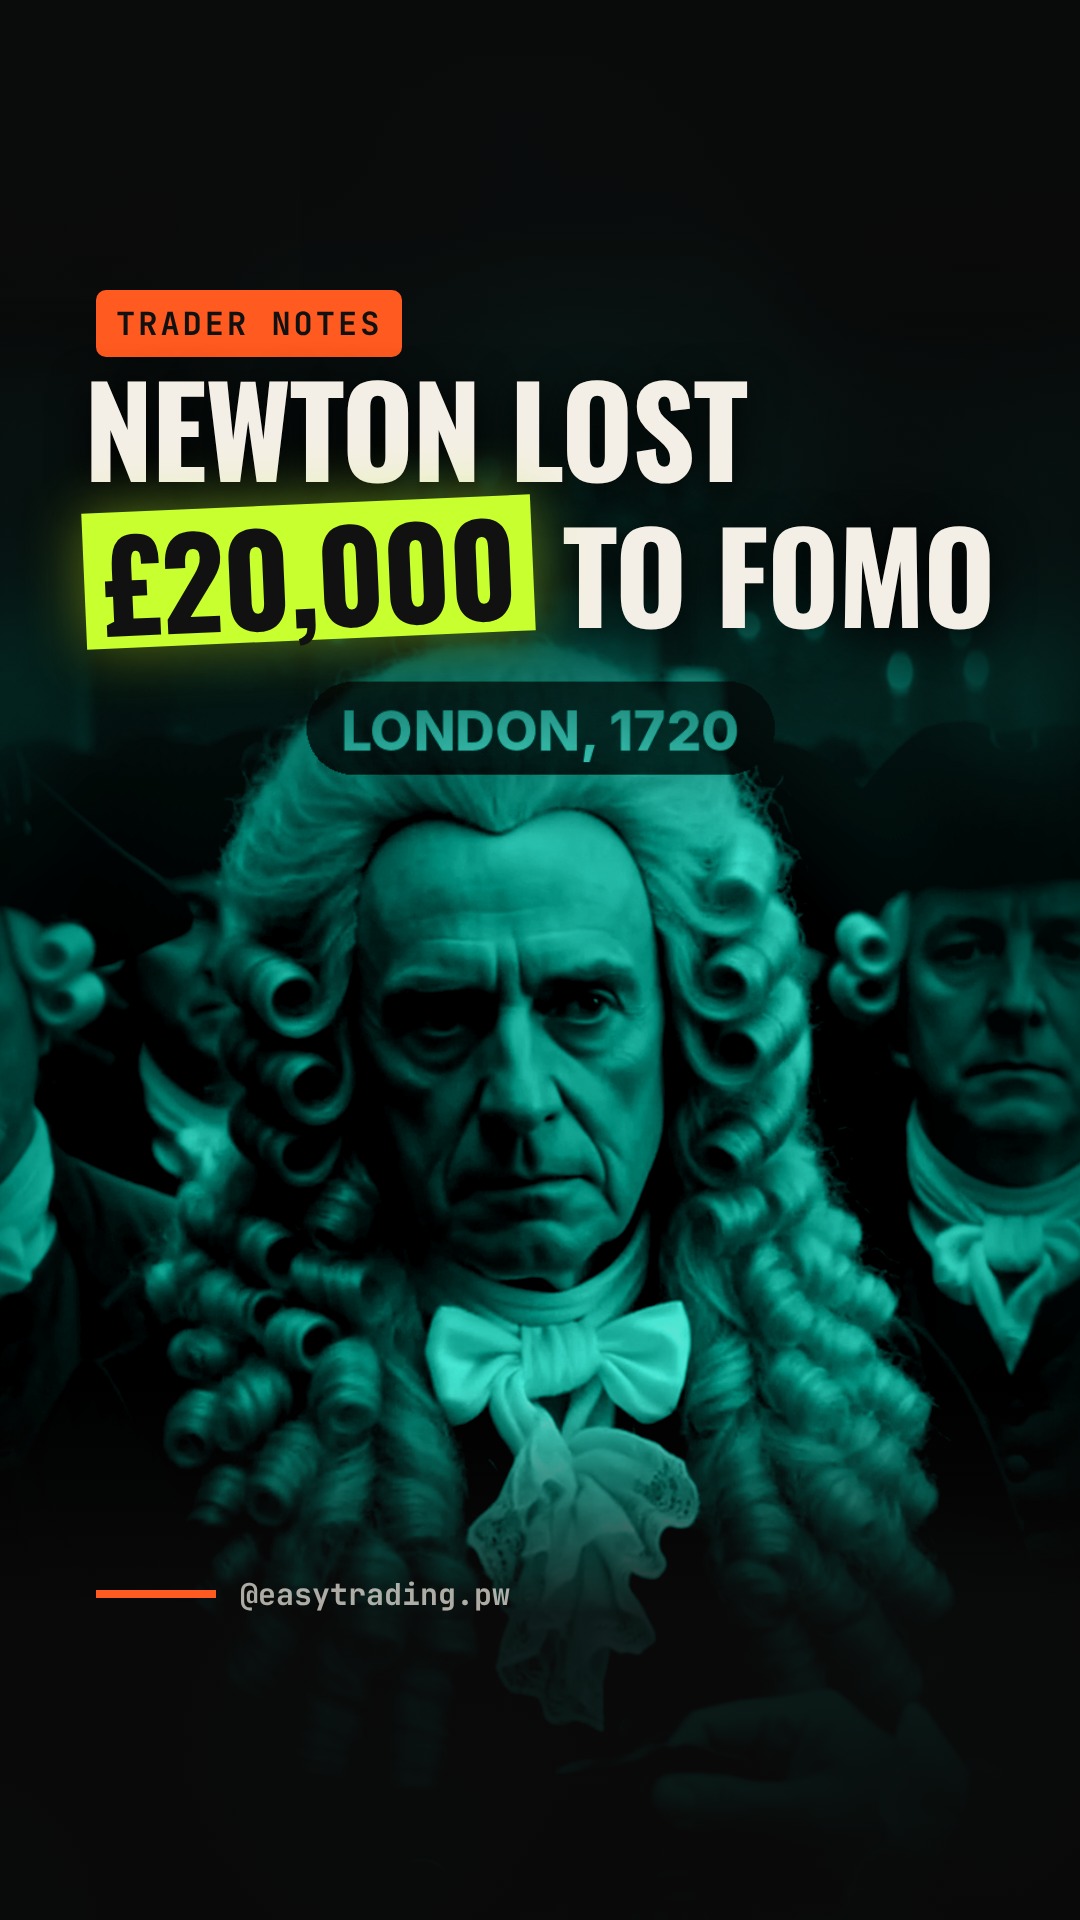 TRADER NOTES
NEWTON LOST
£20,000 TO FOMO
LONDON, 1720
@easytrading.pw